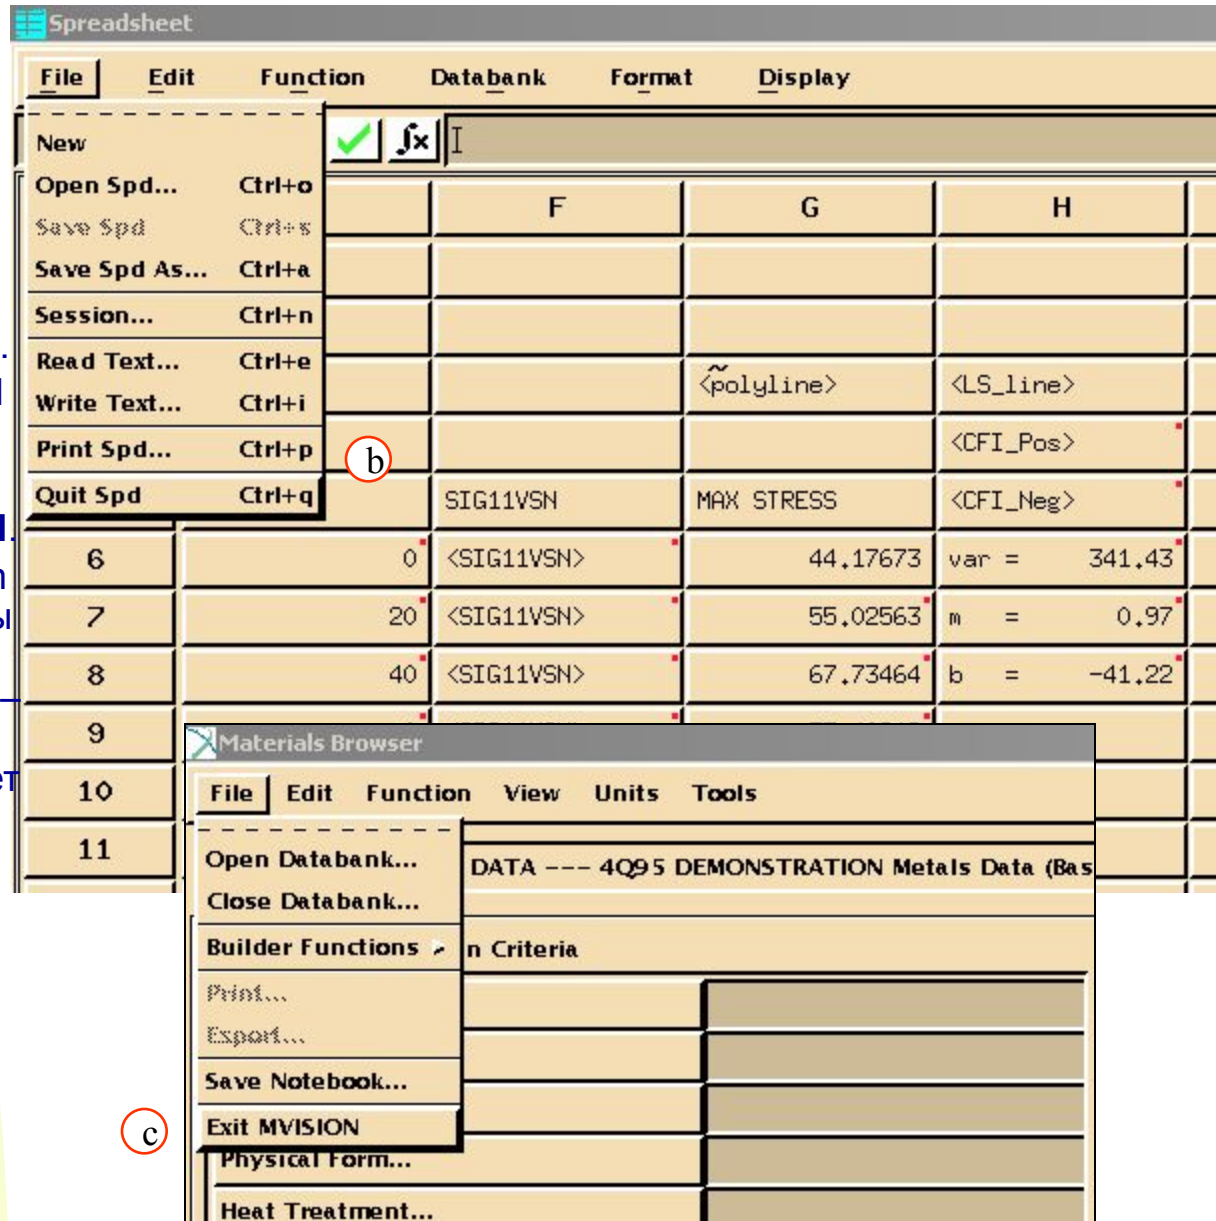 Spreadsheet
File Edit Function Databank Format Display
New
Open Spd... Ctrl+o
Save Spd Ctrl+s
Save Spd As... Ctrl+a
Session... Ctrl+n
Read Text... Ctrl+e
Write Text... Ctrl+i
Print Spd... Ctrl+p
Quit Spd Ctrl+q
b
F G H
<polyline> <LS_line>
<CFI_Pos>
SIG11VSN MAX STRESS <CFI_Neg>
6 0 <SIG11VSN> 44.17673 var = 341.43
7 20 <SIG11VSN> 55.02563 m = 0.97
8 40 <SIG11VSN> 67.73464 b = -41.22
9
10
11
Materials Browser
File Edit Function View Units Tools
Open Databank...
Close Databank...
Builder Functions
Print...
Export...
Save Notebook...
Exit MVISION
c
DATA --- 4Q95 DEMONSTRATION Metals Data (Bas
n Criteria
Physical Form...
Heat Treatment...